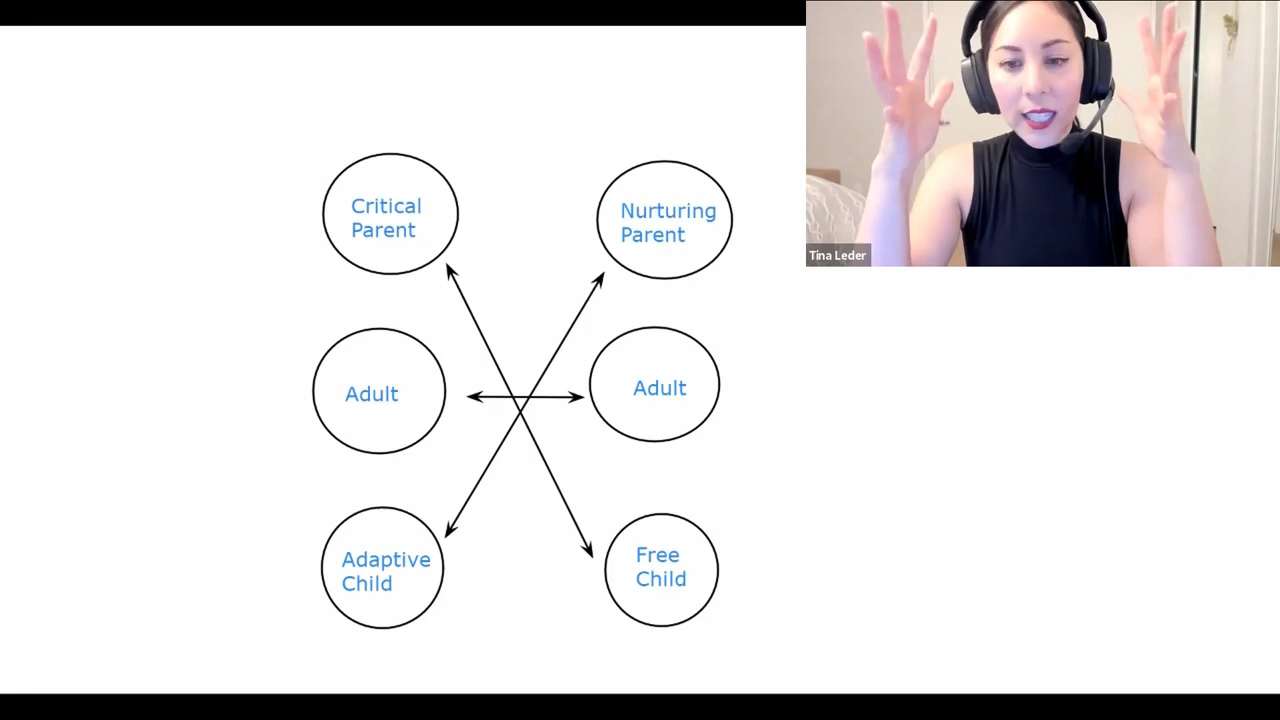 Critical
Parent
Nurturing
Parent
Tina Leder
Adult
Adult
Adaptive
Child
Free
Child